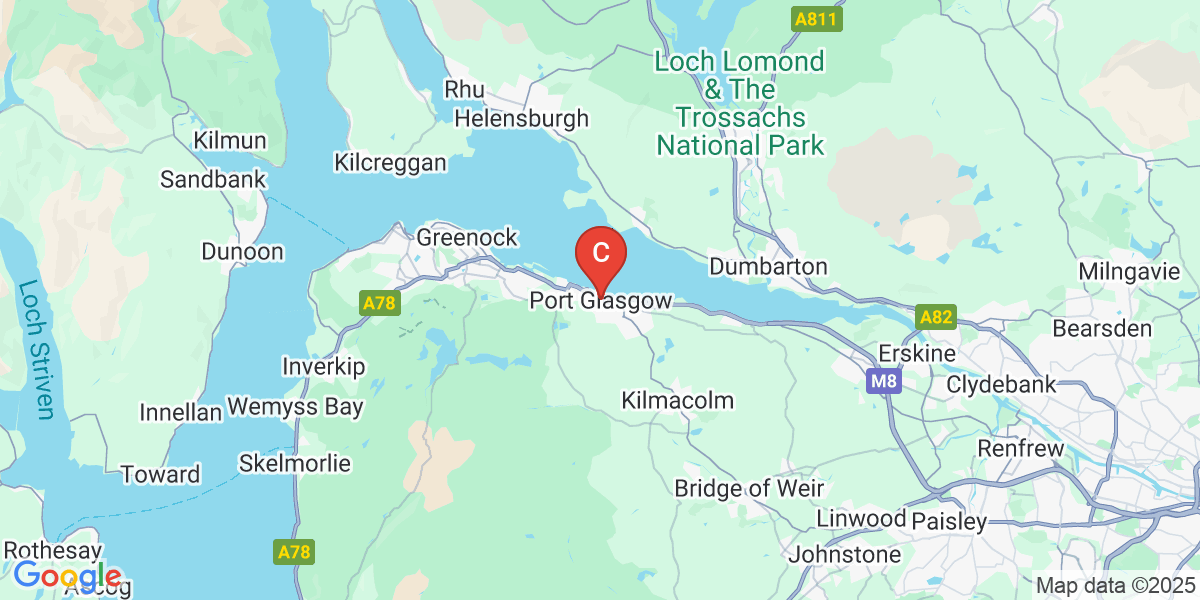 A811
Loch Lomond
& The
Trossachs
National Park
Rhu
Helensburgh
Kilmun
Kilcreggan
Sandbank
Greenock
Dunoon
C
Dumbarton
Milngavie
A78
Port Glasgow
A82
Bearsden
Loch Striven
Erskine
Inverkip
M8
Clydebank
Innellan
Wemyss Bay
Kilmacolm
Renfrew
Toward
Skelmorlie
Bridge of Weir
Linwood
Paisley
Rothesay
A78
Johnstone
Google
Ascog
Map data ©2025